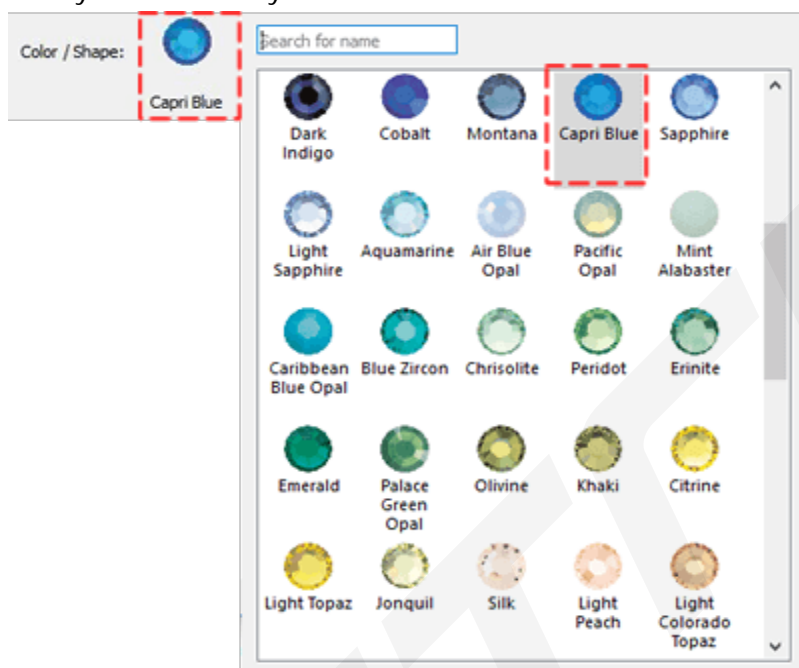 Color / Shape:
Capri Blue
Search for name
Dark Indigo
Cobalt
Montana
Capri Blue
Sapphire
Light Sapphire
Aquamarine
Air Blue Opal
Pacific Opal
Mint Alabaster
Caribbean Blue Opal
Blue Zircon
Chrisolite
Peridot
Erinite
Emerald
Palace Green Opal
Olivine
Khaki
Citrine
Light Topaz
Jonquil
Silk
Light Peach
Light Colorado Topaz